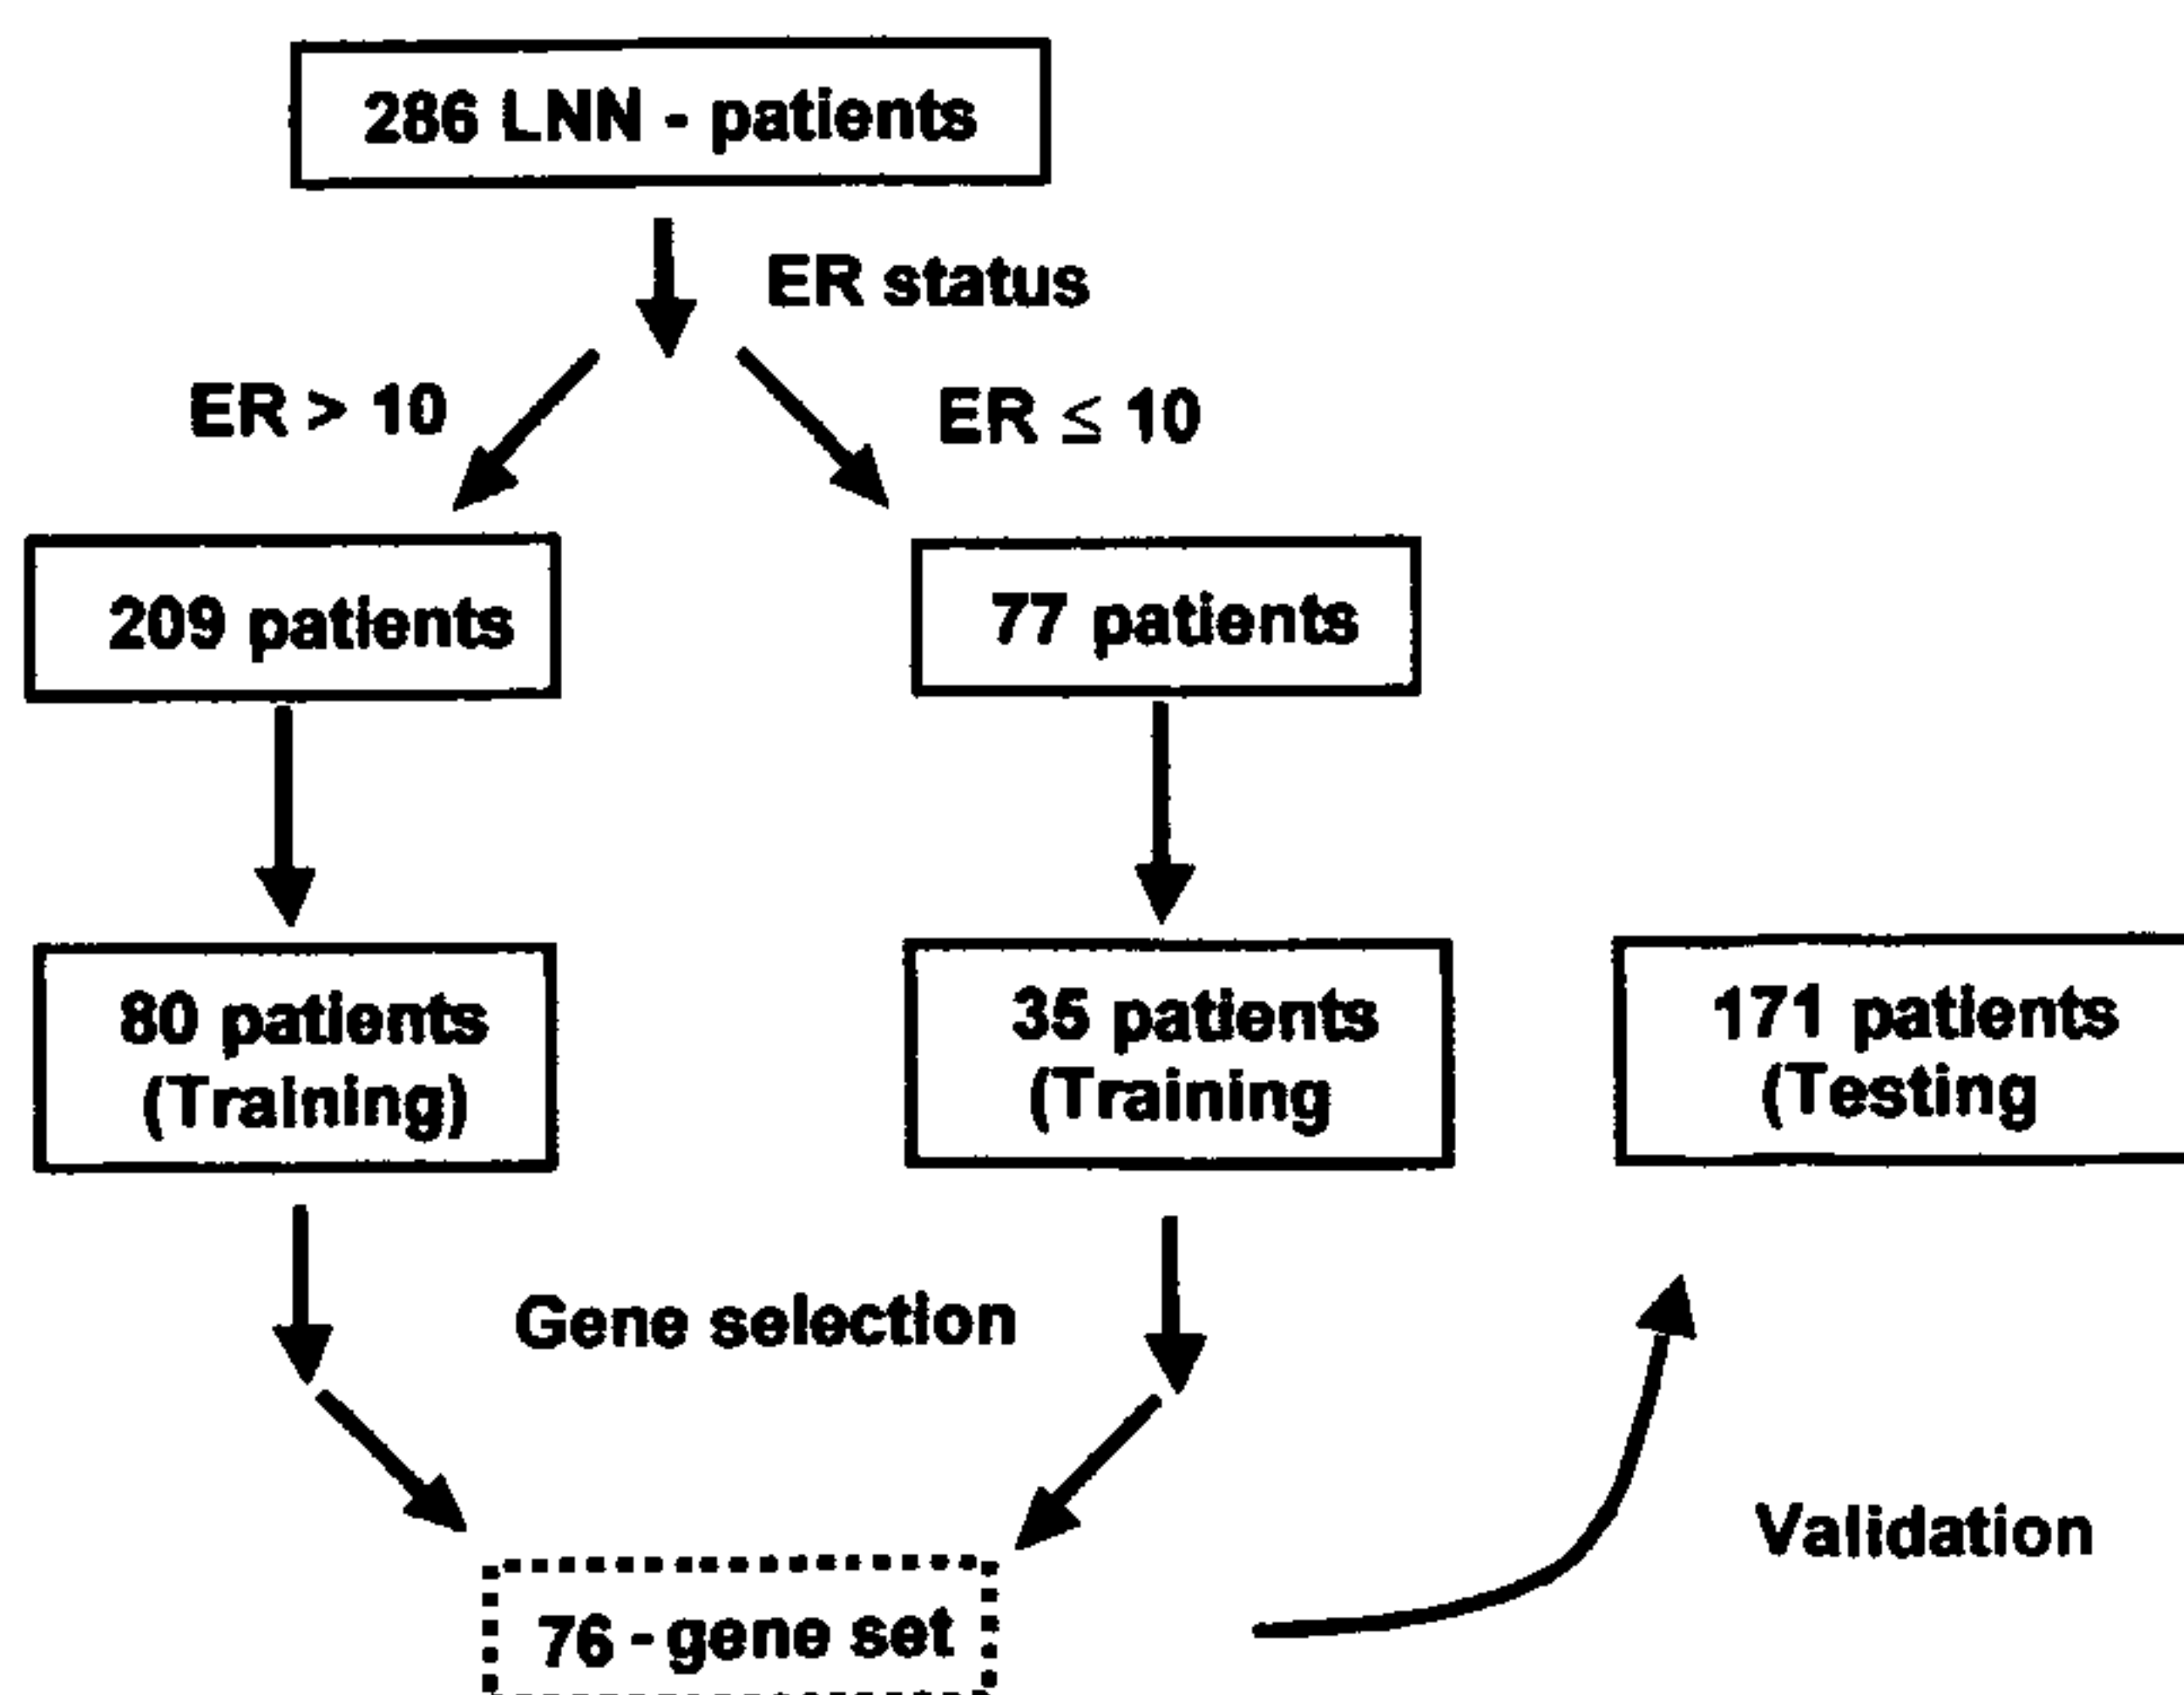 286 LNN - patients
ER status
ER > 10
ER ≤ 10
209 patients
77 patients
80 patients
(Training)
35 patients
(Training
171 patients
(Testing
Gene selection
Validation
76 - gene set